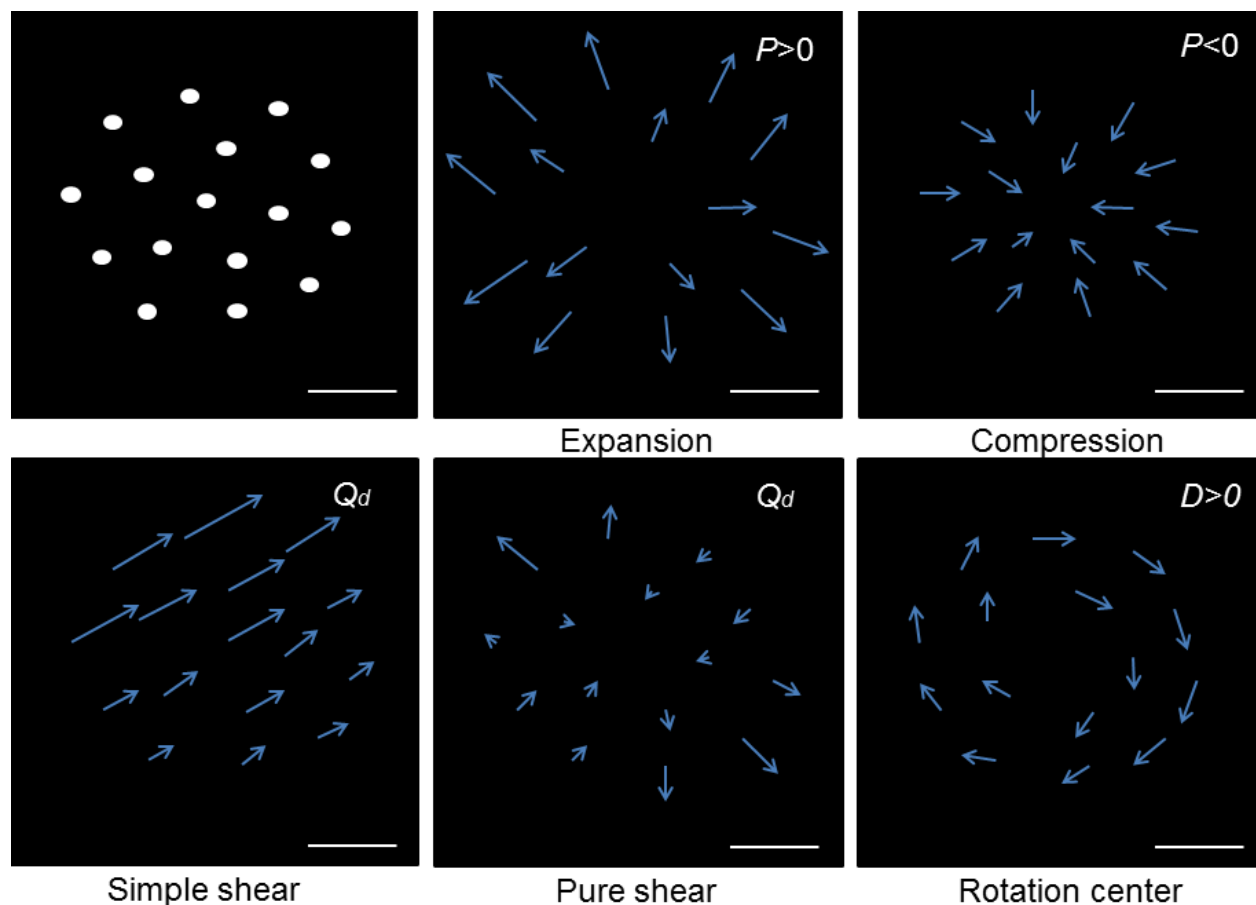 P>0
P<0
Expansion
Compression
Qd
Qd
D>0
Simple shear
Pure shear
Rotation center